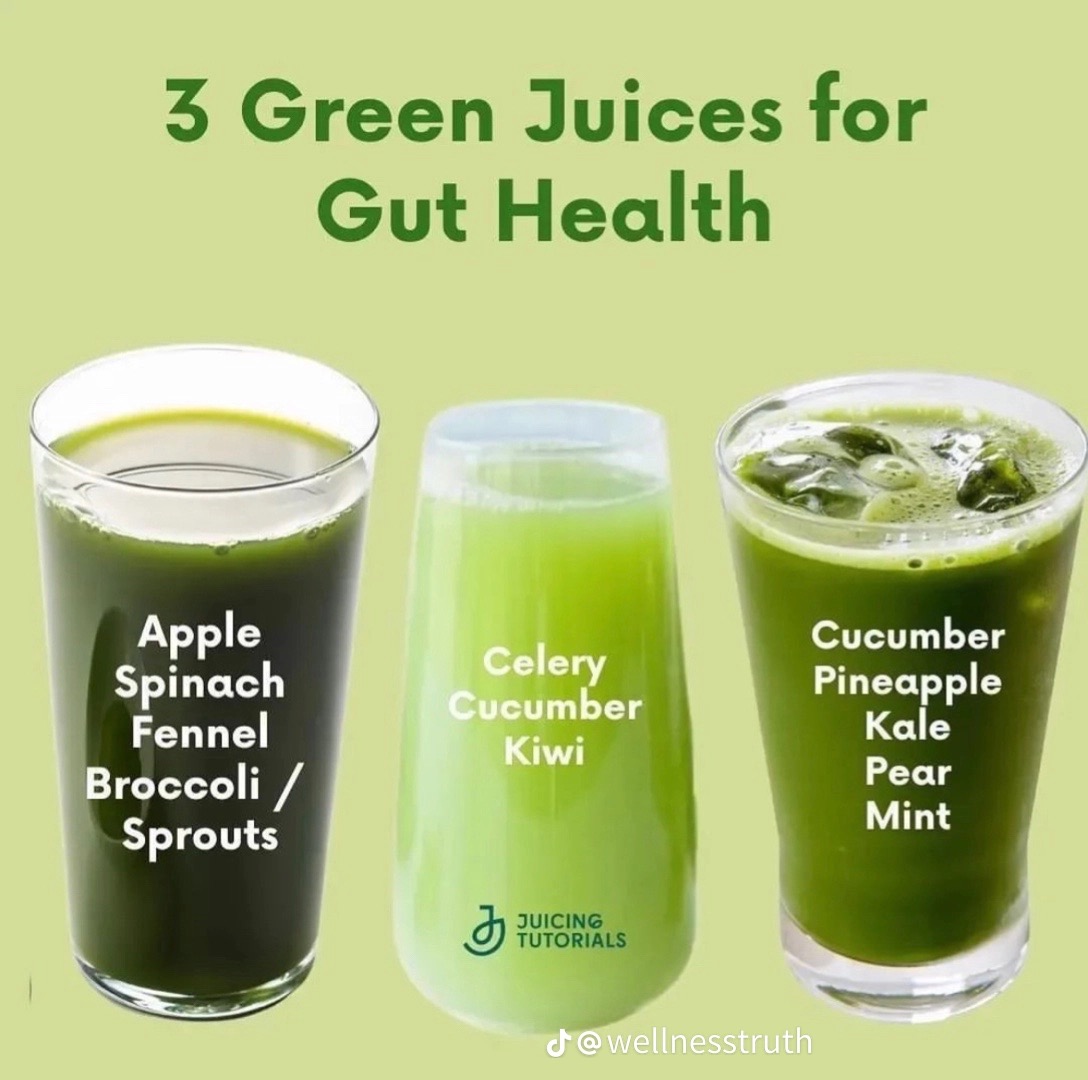 3 Green Juices for
Gut Health
Apple
Spinach
Fennel
Broccoli /
Sprouts
Celery
Cucumber
Kiwi
JUICING
TUTORIALS
Cucumber
Pineapple
Kale
Pear
Mint
@wellnesstruth